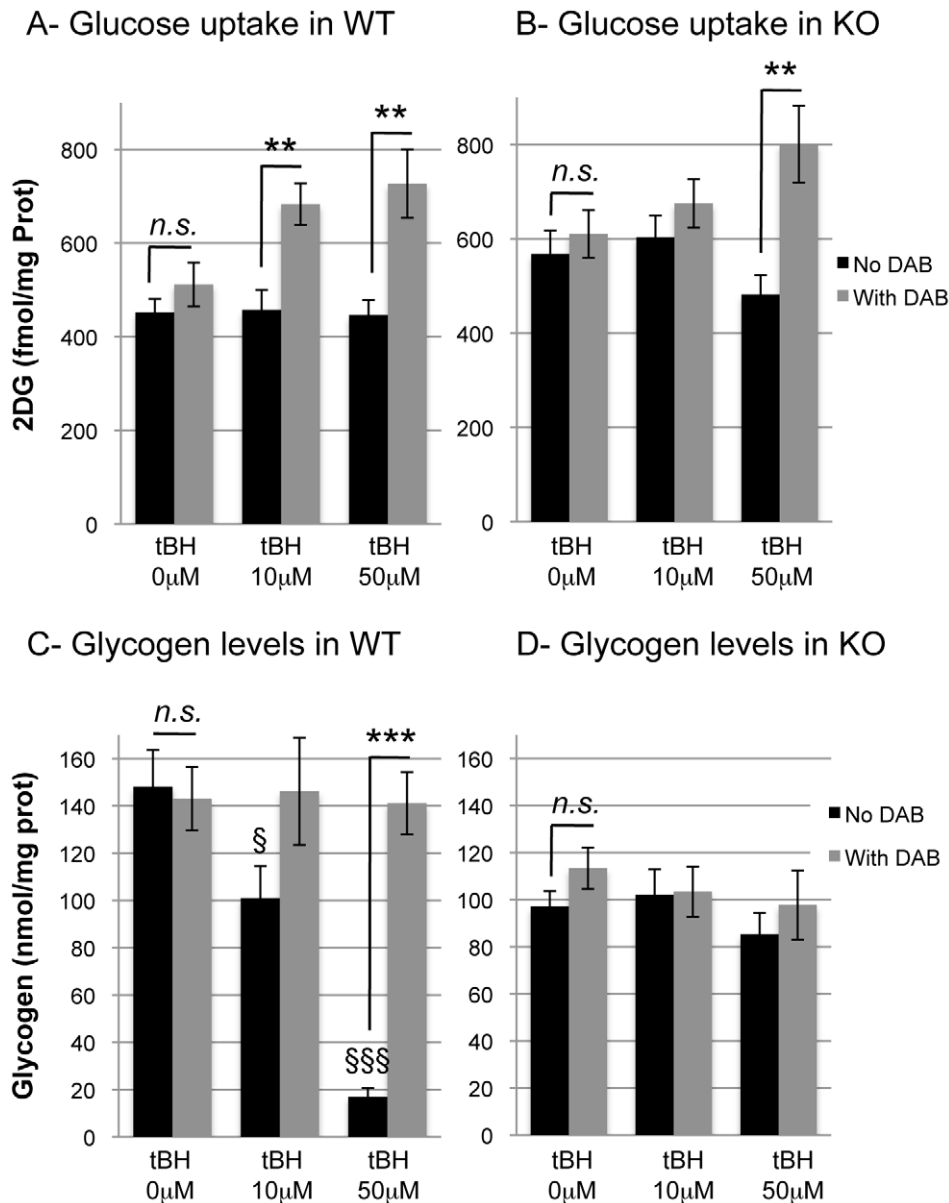 A- Glucose uptake in WT
2DG (fmol/mg Prot)
800
600
400
200
0
n.s.
**
**
tBH
0µM
tBH
10µM
tBH
50µM
B- Glucose uptake in KO
800
600
400
200
0
n.s.
**
tBH
0µM
tBH
10µM
tBH
50µM
No DAB
With DAB
C- Glycogen levels in WT
Glycogen (nmol/mg prot)
160
140
120
100
80
60
40
20
0
n.s.
§
***
§§§
tBH
0µM
tBH
10µM
tBH
50µM
D- Glycogen levels in KO
160
140
120
100
80
60
40
20
0
n.s.
tBH
0µM
tBH
10µM
tBH
50µM
No DAB
With DAB